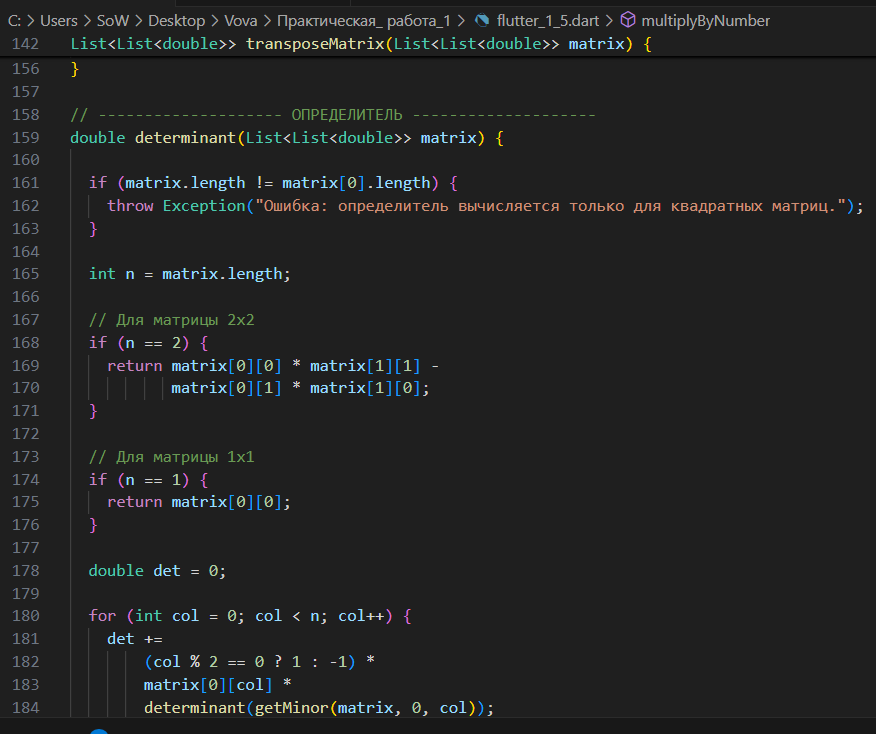 C: > Users > SoW > Desktop > Vova > Практическая_ работа_1 > flutter_1_5.dart > multiplyByNumber
142 List<List<double>> transposeMatrix(List<List<double>> matrix) {
156 }
157
158 // -------------------- ОПРЕДЕЛИТЕЛЬ --------------------
159 double determinant(List<List<double>> matrix) {
160
161 if (matrix.length != matrix[0].length) {
162 throw Exception("Ошибка: определитель вычисляется только для квадратных матриц.");
163 }
164
165 int n = matrix.length;
166
167 // Для матрицы 2x2
168 if (n == 2) {
169 return matrix[0][0] * matrix[1][1] -
170 matrix[0][1] * matrix[1][0];
171 }
172
173 // Для матрицы 1x1
174 if (n == 1) {
175 return matrix[0][0];
176 }
177
178 double det = 0;
179
180 for (int col = 0; col < n; col++) {
181 det +=
182 (col % 2 == 0 ? 1 : -1) *
183 matrix[0][col] *
184 determinant(getMinor(matrix, 0, col));